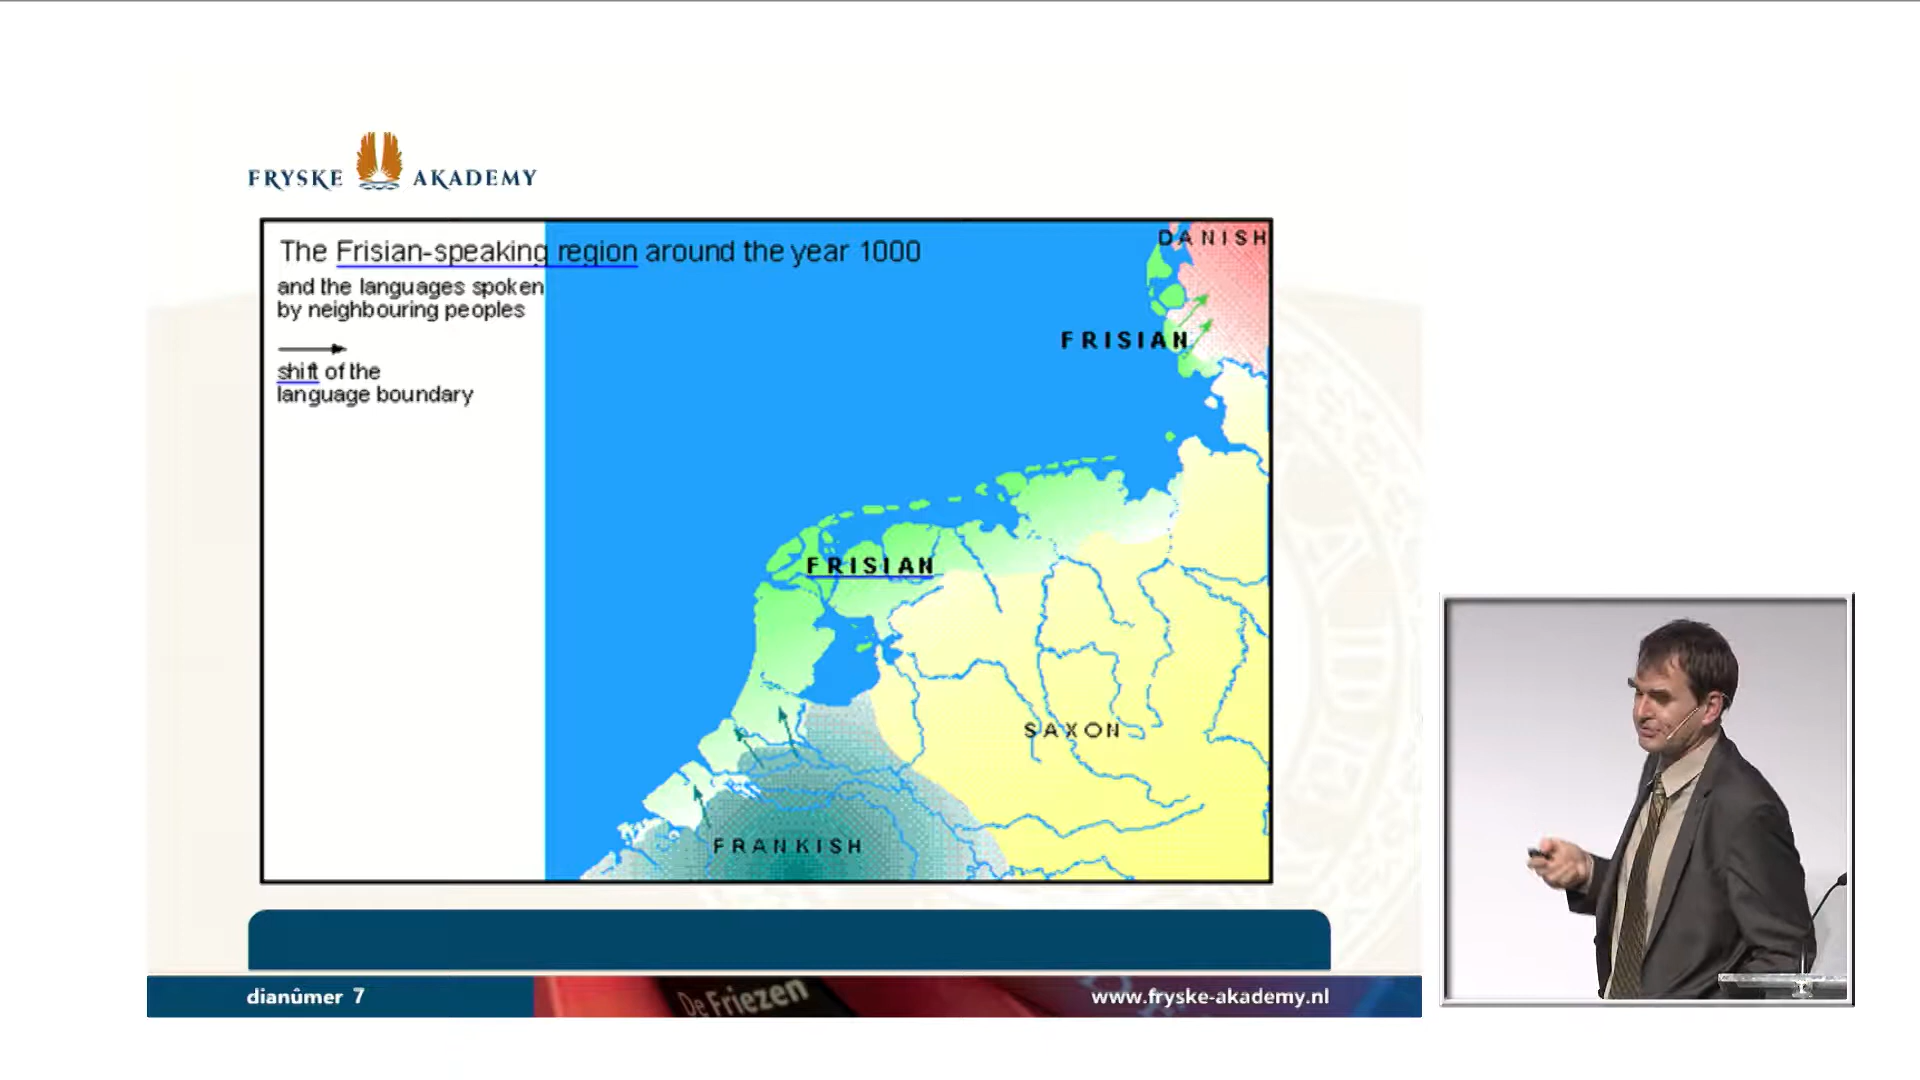 FRYSKE AKADEMY
The Frisian-speaking region around the year 1000
and the languages spoken
by neighbouring peoples
shift of the
language boundary
DANISH
FRISIAN
FRISIAN
SAXON
FRANKISH
dianûmer 7
De Friezen
www.fryske-akademy.nl